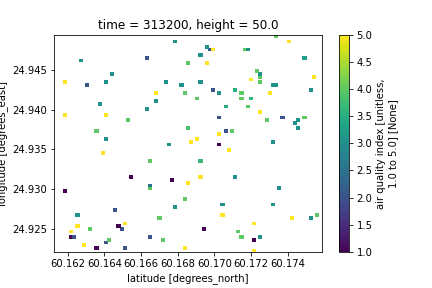 time = 313200, height = 50.0
24.945
24.940
24.935
24.930
24.925
longitude [degrees_east]
60.162 60.164 60.166 60.168 60.170 60.172 60.174
latitude [degrees_north]
5.0
4.5
4.0
3.5
3.0
2.5
2.0
1.5
1.0
air quality index [unitless,
1.0 to 5.0] [None]